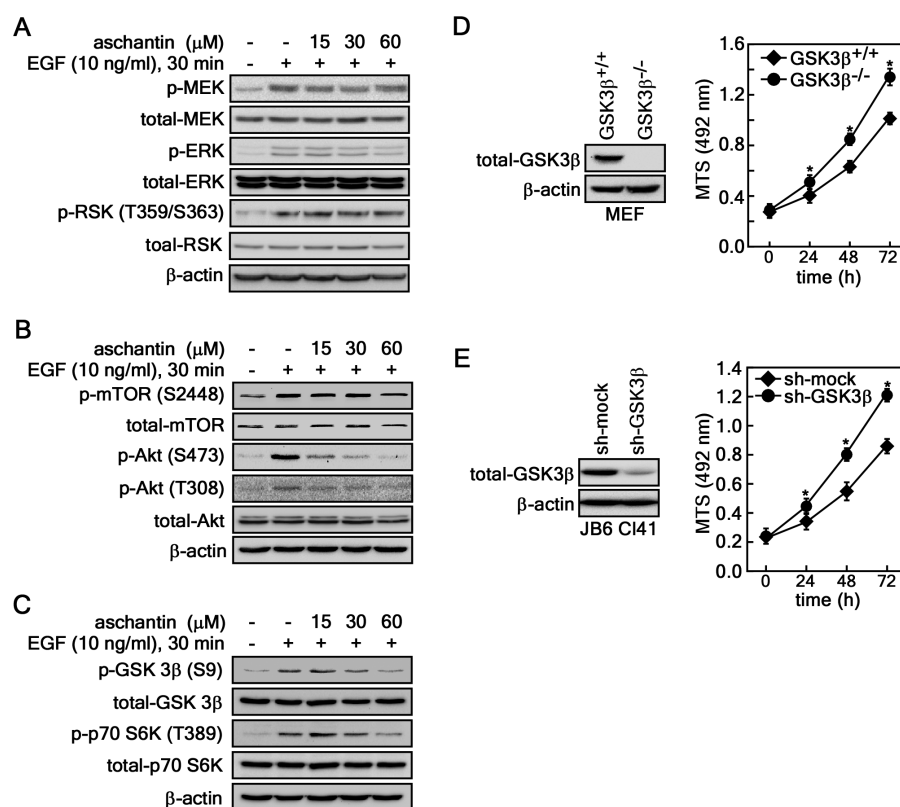 A
aschantin (μM) - - 15 30 60
EGF (10 ng/ml), 30 min - + + + +
p-MEK
total-MEK
p-ERK
total-ERK
p-RSK (T359/S363)
toal-RSK
β-actin
B
aschantin (μM) - - 15 30 60
EGF (10 ng/ml), 30 min - + + + +
p-mTOR (S2448)
total-mTOR
p-Akt (S473)
p-Akt (T308)
total-Akt
β-actin
C
aschantin (μM) - - 15 30 60
EGF (10 ng/ml), 30 min - + + + +
p-GSK 3β (S9)
total-GSK 3β
p-p70 S6K (T389)
total-p70 S6K
β-actin
D
GSK3β+/+
GSK3β-/-
total-GSK3β
β-actin
MEF
MTS (492 nm)
1.6
1.2
0.8
0.4
0.0
GSK3β+/+
GSK3β-/-
*
*
*
0 24 48 72
time (h)
E
sh-mock
sh-GSK3β
total-GSK3β
β-actin
JB6 Cl41
MTS (492 nm)
1.4
1.2
1.0
0.8
0.6
0.4
0.2
0.0
sh-mock
sh-GSK3β
*
*
*
0 24 48 72
time (h)